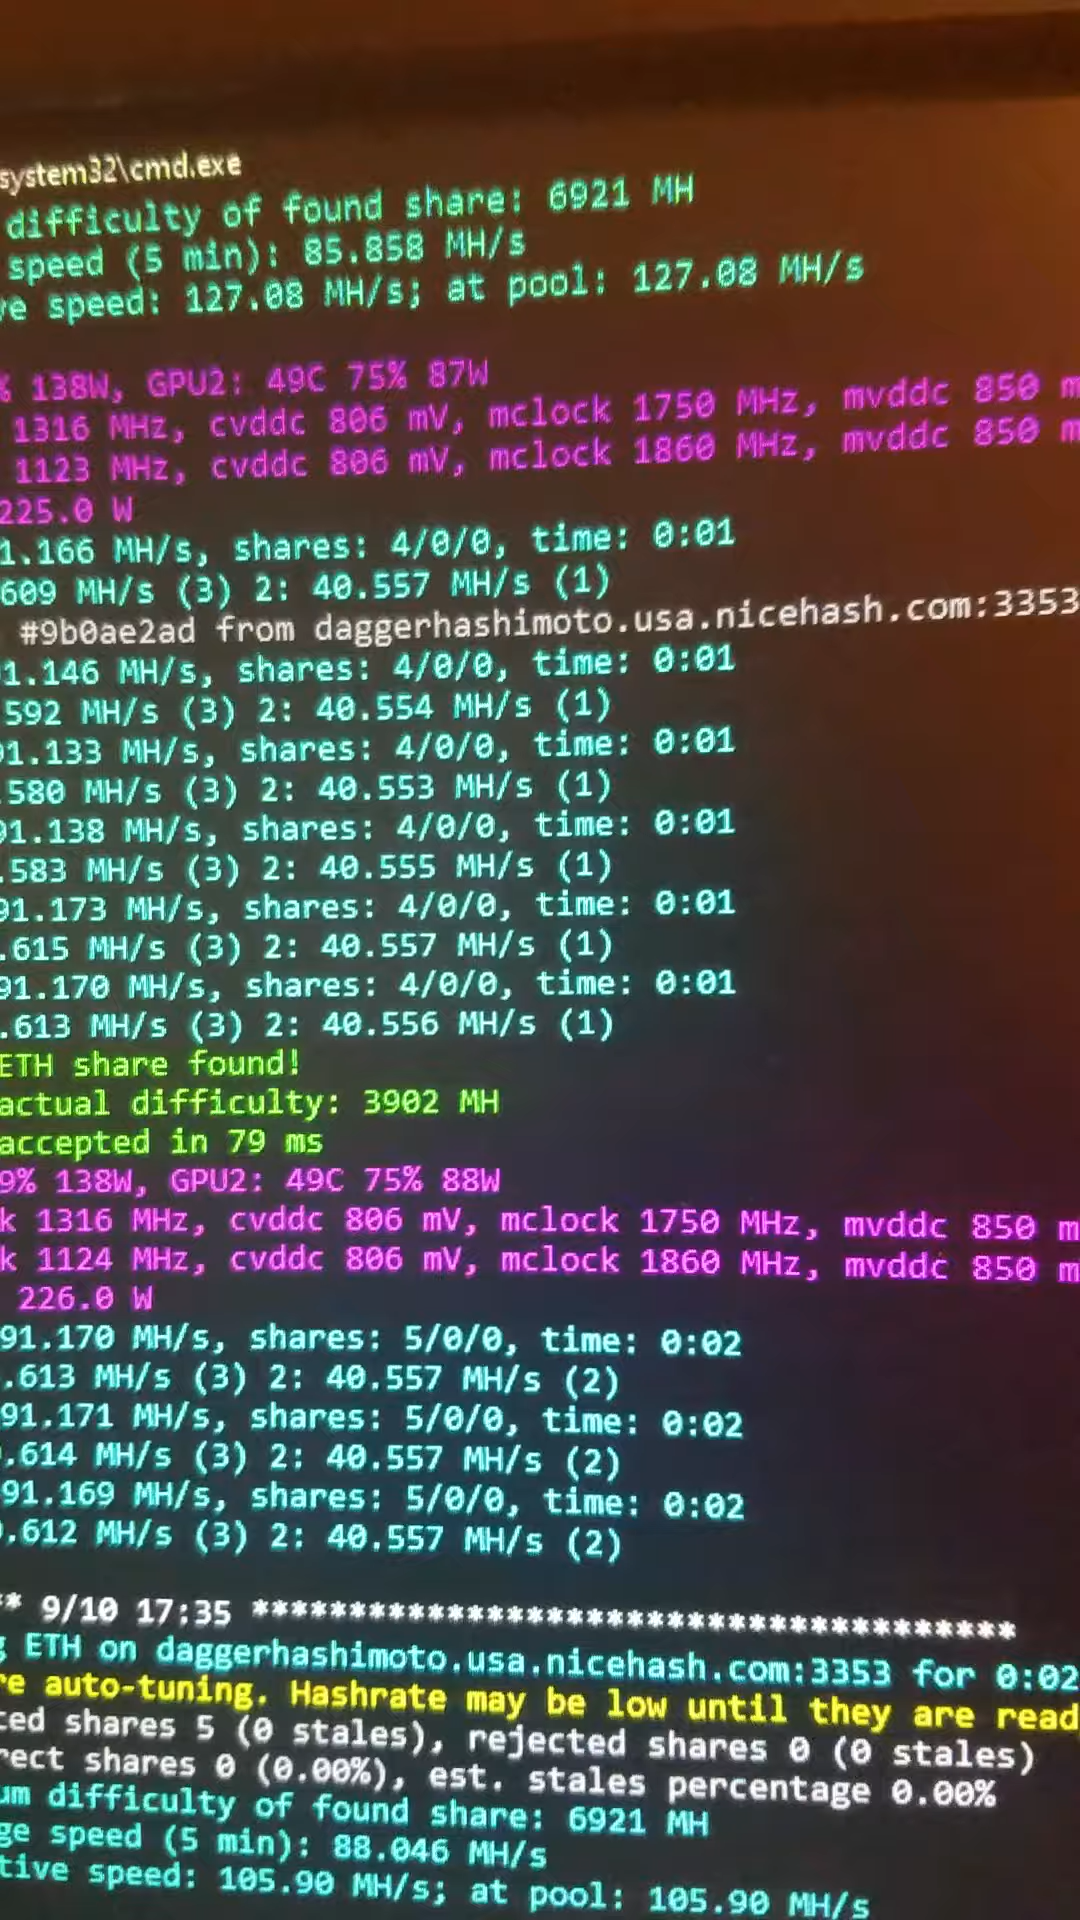 system32\cmd.exe
difficulty of found share: 6921 MH
speed (5 min): 85.858 MH/s
ve speed: 127.08 MH/s; at pool: 127.08 MH/s
% 138W, GPU2: 49C 75% 87W
1316 MHz, cvddc 806 mV, mclock 1750 MHz, mvddc 850 m
1123 MHz, cvddc 806 mV, mclock 1860 MHz, mvddc 850 m
225.0 W
1.166 MH/s, shares: 4/0/0, time: 0:01
609 MH/s (3) 2: 40.557 MH/s (1)
#9b0ae2ad from daggerhashimoto.usa.nicehash.com:3353
1.146 MH/s, shares: 4/0/0, time: 0:01
592 MH/s (3) 2: 40.554 MH/s (1)
91.133 MH/s, shares: 4/0/0, time: 0:01
.580 MH/s (3) 2: 40.553 MH/s (1)
91.138 MH/s, shares: 4/0/0, time: 0:01
.583 MH/s (3) 2: 40.555 MH/s (1)
91.173 MH/s, shares: 4/0/0, time: 0:01
.615 MH/s (3) 2: 40.557 MH/s (1)
91.170 MH/s, shares: 4/0/0, time: 0:01
.613 MH/s (3) 2: 40.556 MH/s (1)
ETH share found!
actual difficulty: 3902 MH
accepted in 79 ms
9% 138W, GPU2: 49C 75% 88W
k 1316 MHz, cvddc 806 mV, mclock 1750 MHz, mvddc 850 m
k 1124 MHz, cvddc 806 mV, mclock 1860 MHz, mvddc 850 m
226.0 W
91.170 MH/s, shares: 5/0/0, time: 0:02
.613 MH/s (3) 2: 40.557 MH/s (2)
91.171 MH/s, shares: 5/0/0, time: 0:02
.614 MH/s (3) 2: 40.557 MH/s (2)
91.169 MH/s, shares: 5/0/0, time: 0:02
.612 MH/s (3) 2: 40.557 MH/s (2)
** 9/10 17:35 ****************************************
g ETH on daggerhashimoto.usa.nicehash.com:3353 for 0:02
re auto-tuning. Hashrate may be low until they are read
ted shares 5 (0 stales), rejected shares 0 (0 stales)
rect shares 0 (0.00%), est. stales percentage 0.00%
um difficulty of found share: 6921 MH
ge speed (5 min): 88.046 MH/s
tive speed: 105.90 MH/s; at pool: 105.90 MH/s